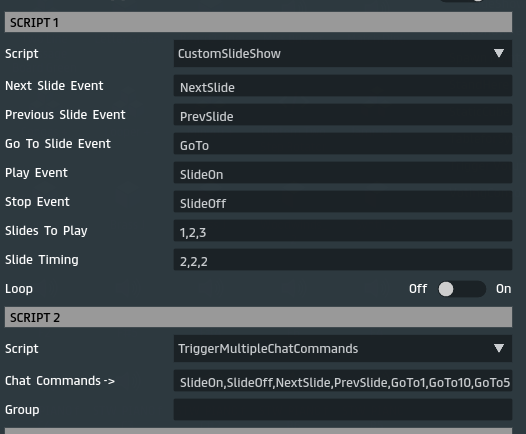 SCRIPT 1
Script CustomSlideShow
Next Slide Event NextSlide
Previous Slide Event PrevSlide
Go To Slide Event GoTo
Play Event SlideOn
Stop Event SlideOff
Slides To Play 1,2,3
Slide Timing 2,2,2
Loop Off On
SCRIPT 2
Script TriggerMultipleChatCommands
Chat Commands -> SlideOn,SlideOff,NextSlide,PrevSlide,GoTo1,GoTo10,GoTo5
Group